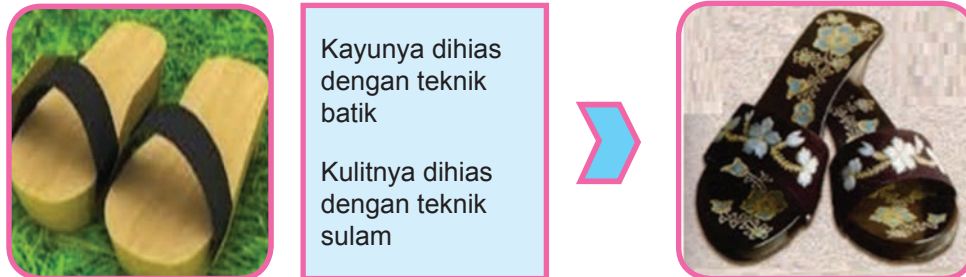 Kayunya dihias
dengan teknik
batik
Kulitnya dihias
dengan teknik
sulam